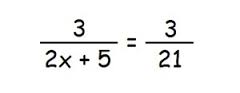 3/(2x + 5) = 3/21